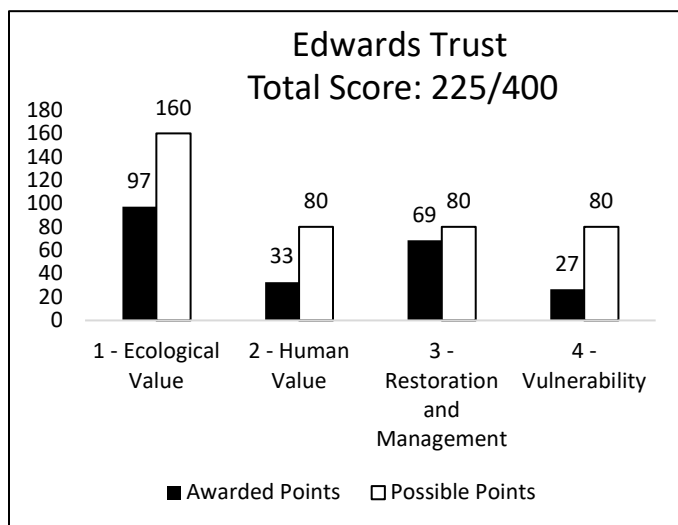 Edwards Trust
Total Score: 225/400
180
160
140
120
100
80
60
40
20
0
97
160
33
80
69
80
27
80
1 - Ecological
Value
2 - Human
Value
3 -
Restoration
and
Management
4 -
Vulnerability
Awarded Points
Possible Points